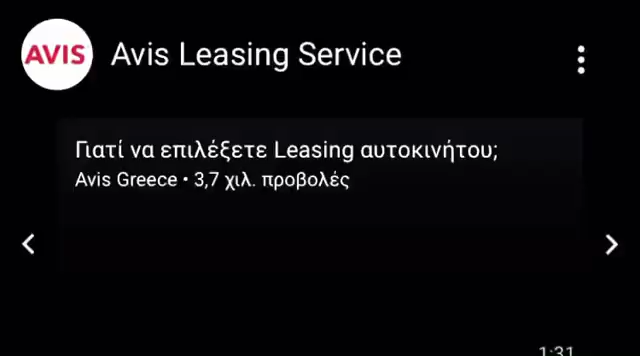 AVIS
Avis Leasing Service
Γιατί να επιλέξετε Leasing αυτοκινήτου;
Avis Greece • 3,7 χιλ. προβολές
1:31